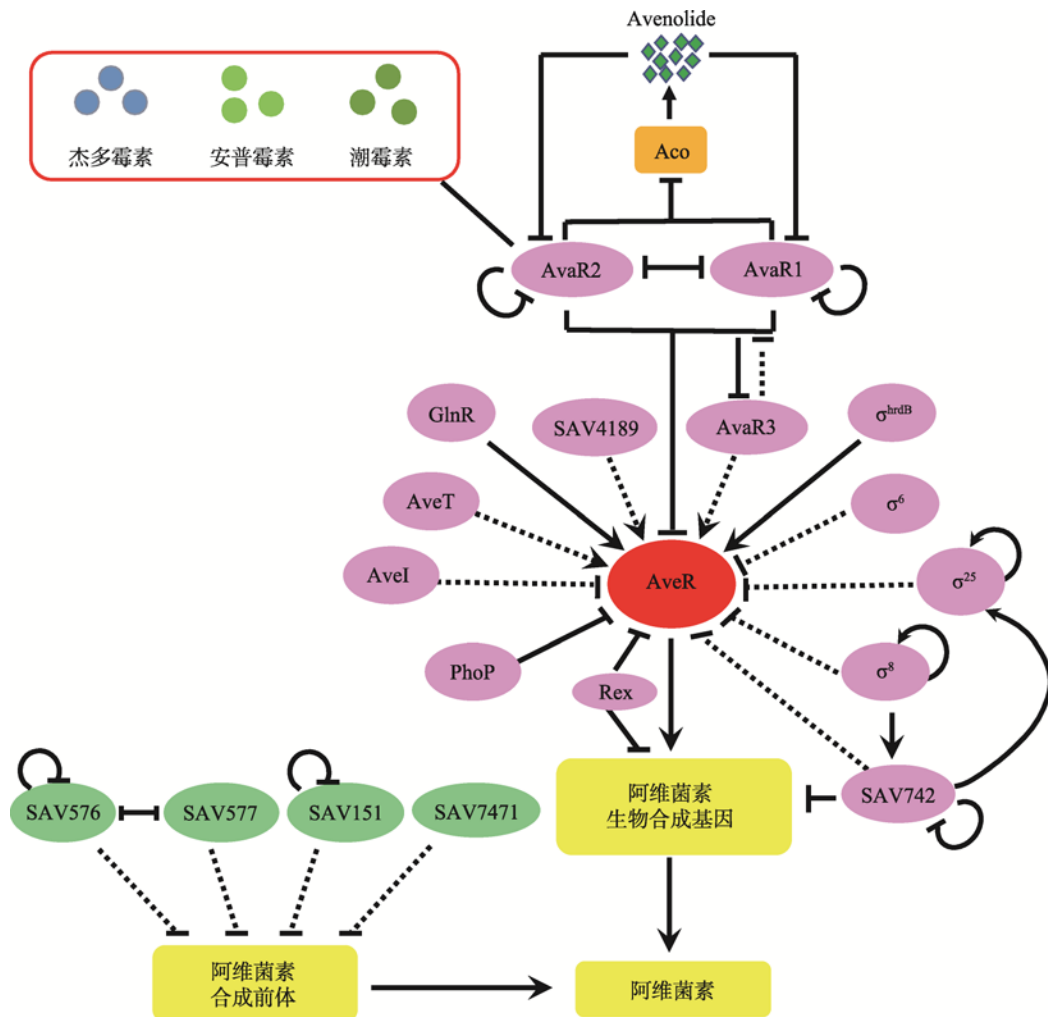 Avenolide
杰多霉素
安普霉素
潮霉素
Aco
AvaR2
AvaR1
GlnR
SAV4189
AvaR3
σhrdB
AveT
σ6
AveI
AveR
σ25
PhoP
Rex
σ8
SAV576
SAV577
SAV151
SAV7471
阿维菌素
生物合成基因
SAV742
阿维菌素
合成前体
阿维菌素